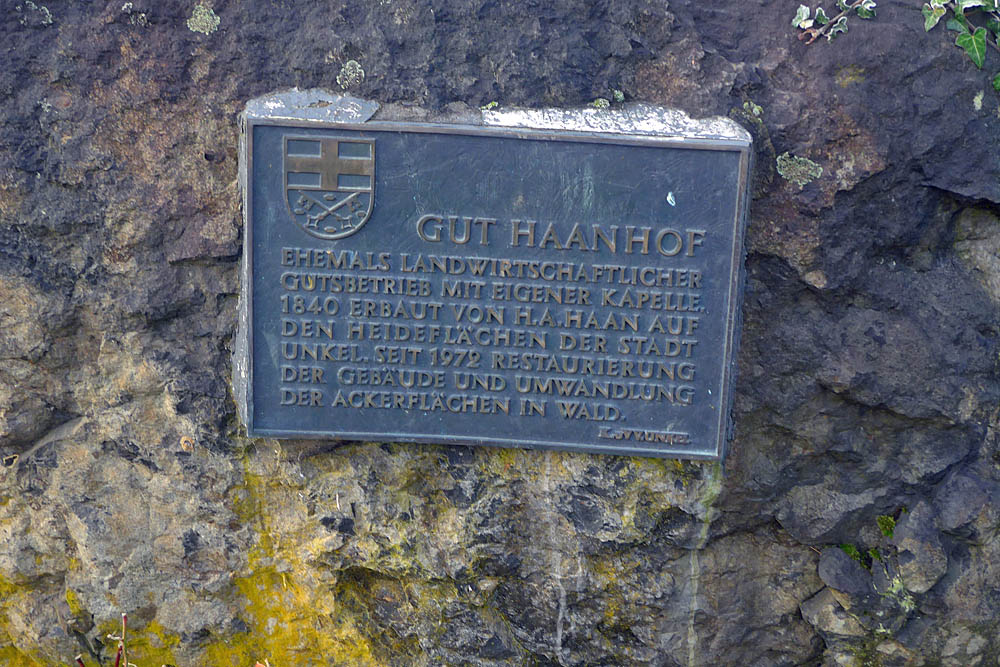 GUT HAANHOF
EHEMALS LANDWIRTSCHAFTLICHER
GUTSBETRIEB MIT EIGENER KAPELLE.
1840 ERBAUT VON H.A.HAAN AUF
DEN HEIDEFLÄCHEN DER STADT
UNKEL. SEIT 1972 RESTAURIERUNG
DER GEBÄUDE UND UMWANDLUNG
DER ACKERFLÄCHEN IN WALD.